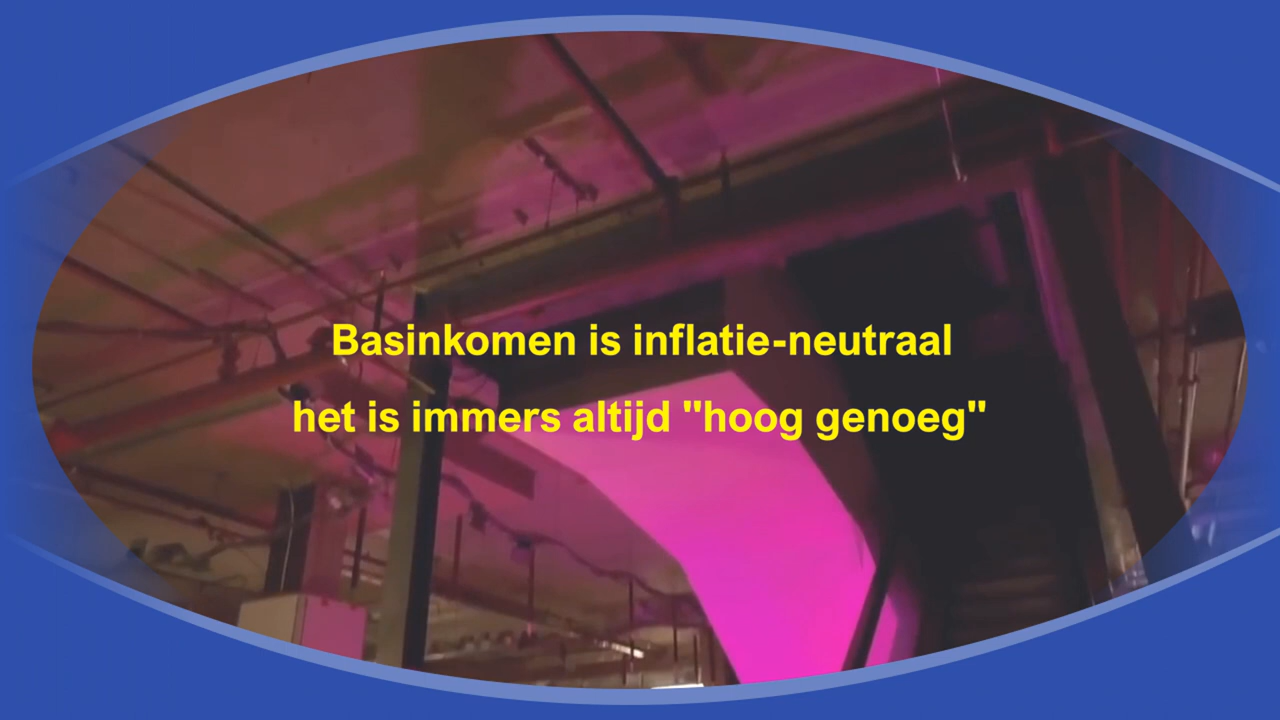 Basinkomen is inflatie-neutraal
het is immers altijd "hoog genoeg"